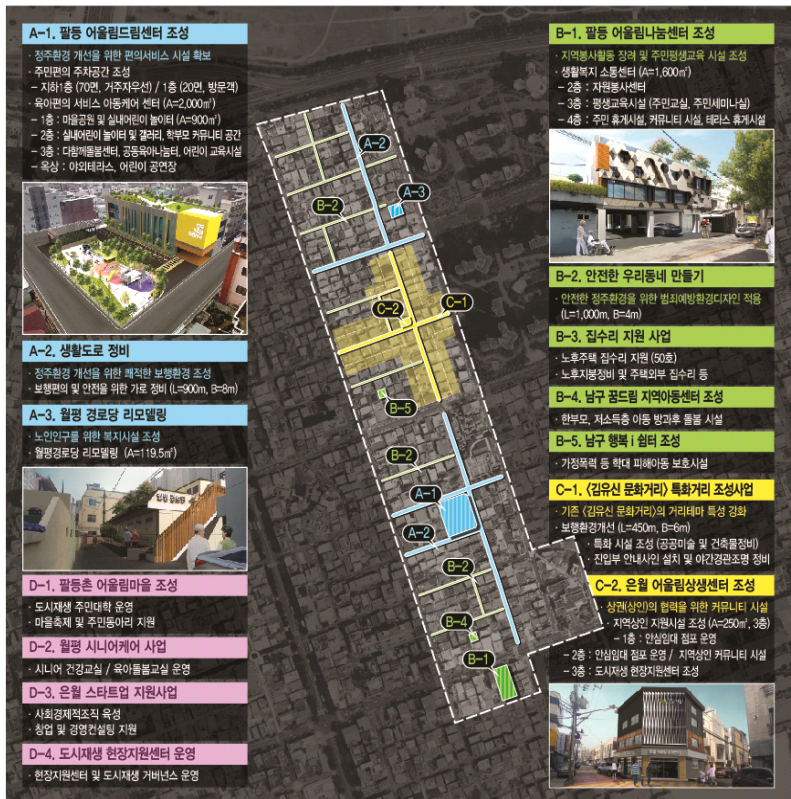 A-1. 팔등 어울림드림센터 조성
· 정주환경 개선을 위한 편의서비스 시설 확보
· 주민편의 주차공간 조성
- 지하1층 (70면, 거주자우선) / 1층 (20면, 방문객)
· 육아편의 서비스 아동케어 센터 (A=2,000㎡)
- 1층 : 마을공원 및 실내어린이 놀이터 (A=900㎡)
- 2층 : 실내어린이 놀이터 및 갤러리, 학부모 커뮤니티 공간
- 3층 : 다함께돌봄센터, 공동육아나눔터, 어린이 교육시설
- 옥상 : 야외테라스, 어린이 공연장
A-2. 생활도로 정비
· 정주환경 개선을 위한 쾌적한 보행환경 조성
· 보행편의 및 안전을 위한 가로 정비 (L=900m, B=8m)
A-3. 월평 경로당 리모델링
· 노인인구를 위한 복지시설 조성
· 월평경로당 리모델링 (A=119.5㎡)
D-1. 팔등촌 어울림마을 조성
· 도시재생 주민대학 운영
· 마을축제 및 주민동아리 지원
D-2. 월평 시니어케어 사업
· 시니어 건강교실 / 육아돌봄교실 운영
D-3. 은월 스타트업 지원사업
· 사회경제적조직 육성
· 창업 및 경영컨설팅 지원
D-4. 도시재생 현장지원센터 운영
· 현장지원센터 및 도시재생 거버넌스 운영
A-2
A-3
B-2
C-2
C-1
B-5
B-2
A-1
A-2
B-2
B-4
B-1
B-1. 팔등 어울림나눔센터 조성
· 지역봉사활동 장려 및 주민평생교육 시설 조성
· 생활복지 소통센터 (A=1,600㎡)
- 2층 : 자원봉사센터
- 3층 : 평생교육시설 (주민교실, 주민세미나실)
- 4층 : 주민 휴게시설, 커뮤니티 시설, 테라스 휴게시설
B-2. 안전한 우리동네 만들기
· 안전한 정주환경을 위한 범죄예방환경디자인 적용
(L=1,000m, B=4m)
B-3. 집수리 지원 사업
· 노후주택 집수리 지원 (50호)
· 노후지붕정비 및 주택외부 집수리 등
B-4. 남구 꿈드림 지역아동센터 조성
· 한부모, 저소득층 아동 방과후 돌봄 시설
B-5. 남구 행복 i 쉼터 조성
· 가정폭력 등 학대 피해아동 보호시설
C-1. 〈김유신 문화거리〉 특화거리 조성사업
· 기존 〈김유신 문화거리〉의 거리테마 특성 강화
· 보행환경개선 (L=450m, B=6m)
· 특화 시설 조성 (공공미술 및 건축물정비)
· 진입부 안내사인 설치 및 야간경관조명 정비
C-2. 은월 어울림상생센터 조성
· 상권(상인)의 협력을 위한 커뮤니티 시설
· 지역상인 지원시설 조성 (A=250㎡, 3층)
- 1층 : 안심임대 점포 운영
- 2층 : 안심임대 점포 운영 / 지역상인 커뮤니티 시설
- 3층 : 도시재생 현장지원센터 조성